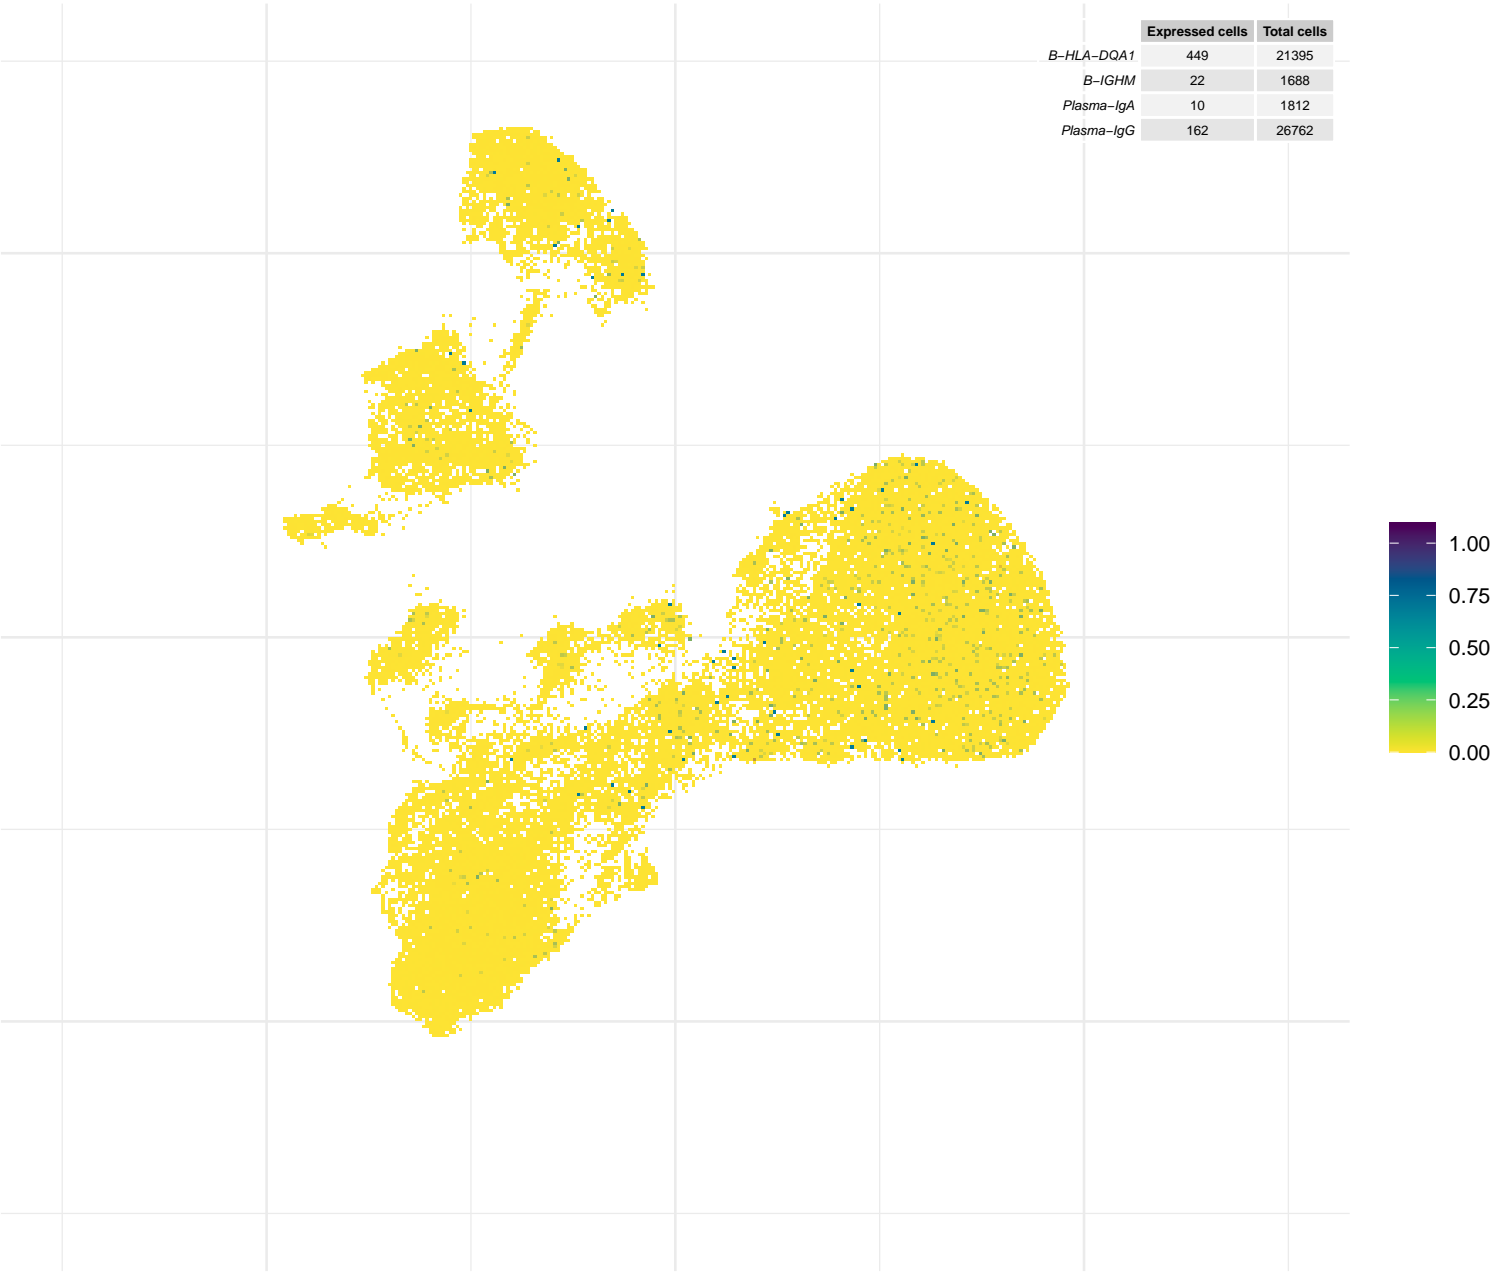 Expressed cells Total cells
B−HLA−DQA1 449 21395
B−IGHM 22 1688
Plasma−IgA 10 1812
Plasma−IgG 162 26762
1.00
0.75
0.50
0.25
0.00